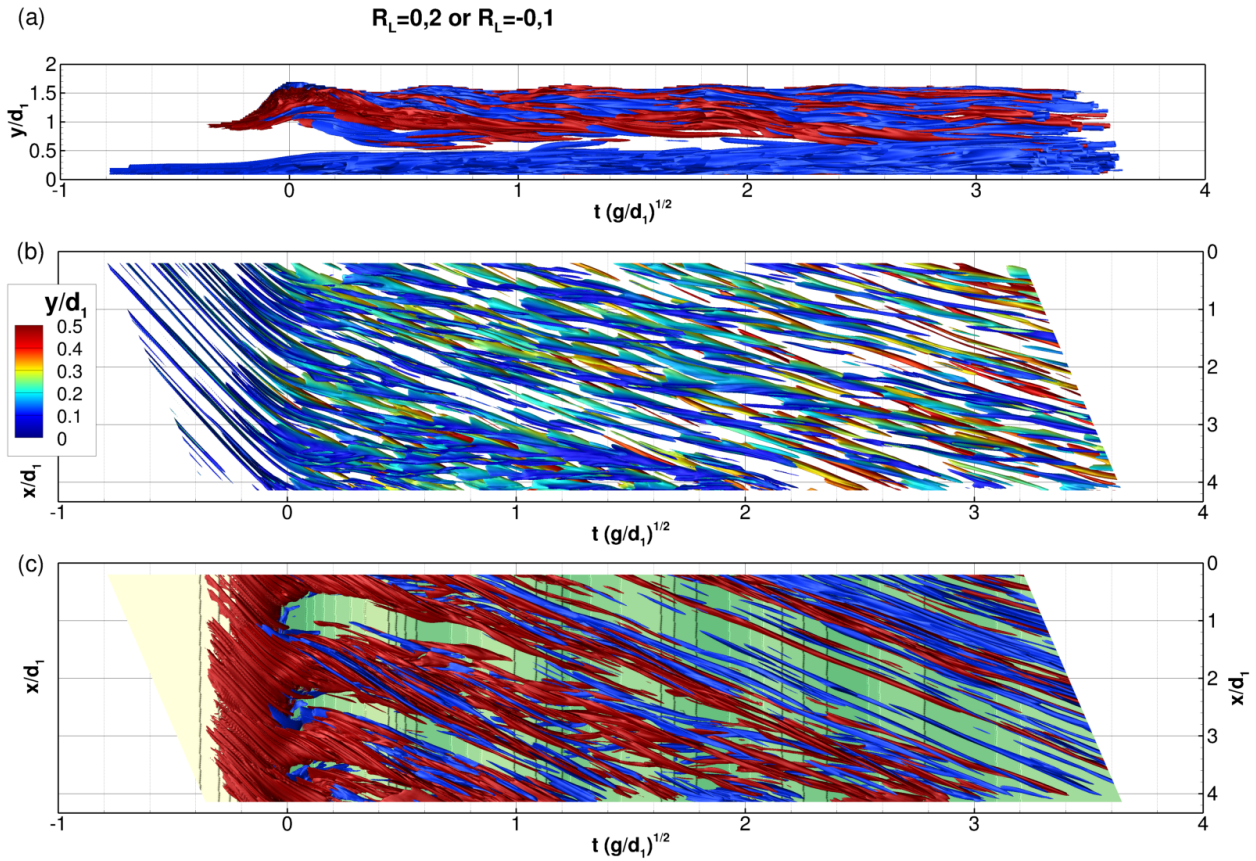 (a)
R_L=0,2 or R_L=-0,1
2
1.5
1
0.5
0
y/d_1
-1 0 1 2 3 4
t (g/d_1)^1/2
(b)
0
1
2
3
4
y/d_1
0.5
0.4
0.3
0.2
0.1
0
x/d_1
x/d_1
-1 0 1 2 3 4
t (g/d_1)^1/2
(c)
0
1
2
3
4
x/d_1
x/d_1
-1 0 1 2 3 4
t (g/d_1)^1/2